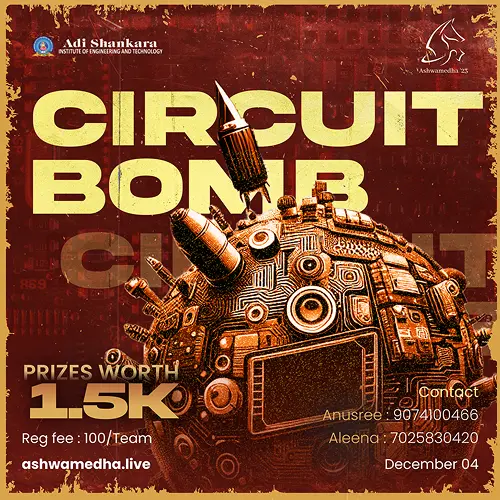 Adi Shankara
INSTITUTE OF ENGINEERING AND TECHNOLOGY
Ashwamedha '23
CIRCUIT
BOMB
CIRCUIT
PRIZES WORTH
1.5K
Reg fee : 100/Team
ashwamedha.live
Contact
Anusree : 9074100466
Aleena : 7025830420
December 04